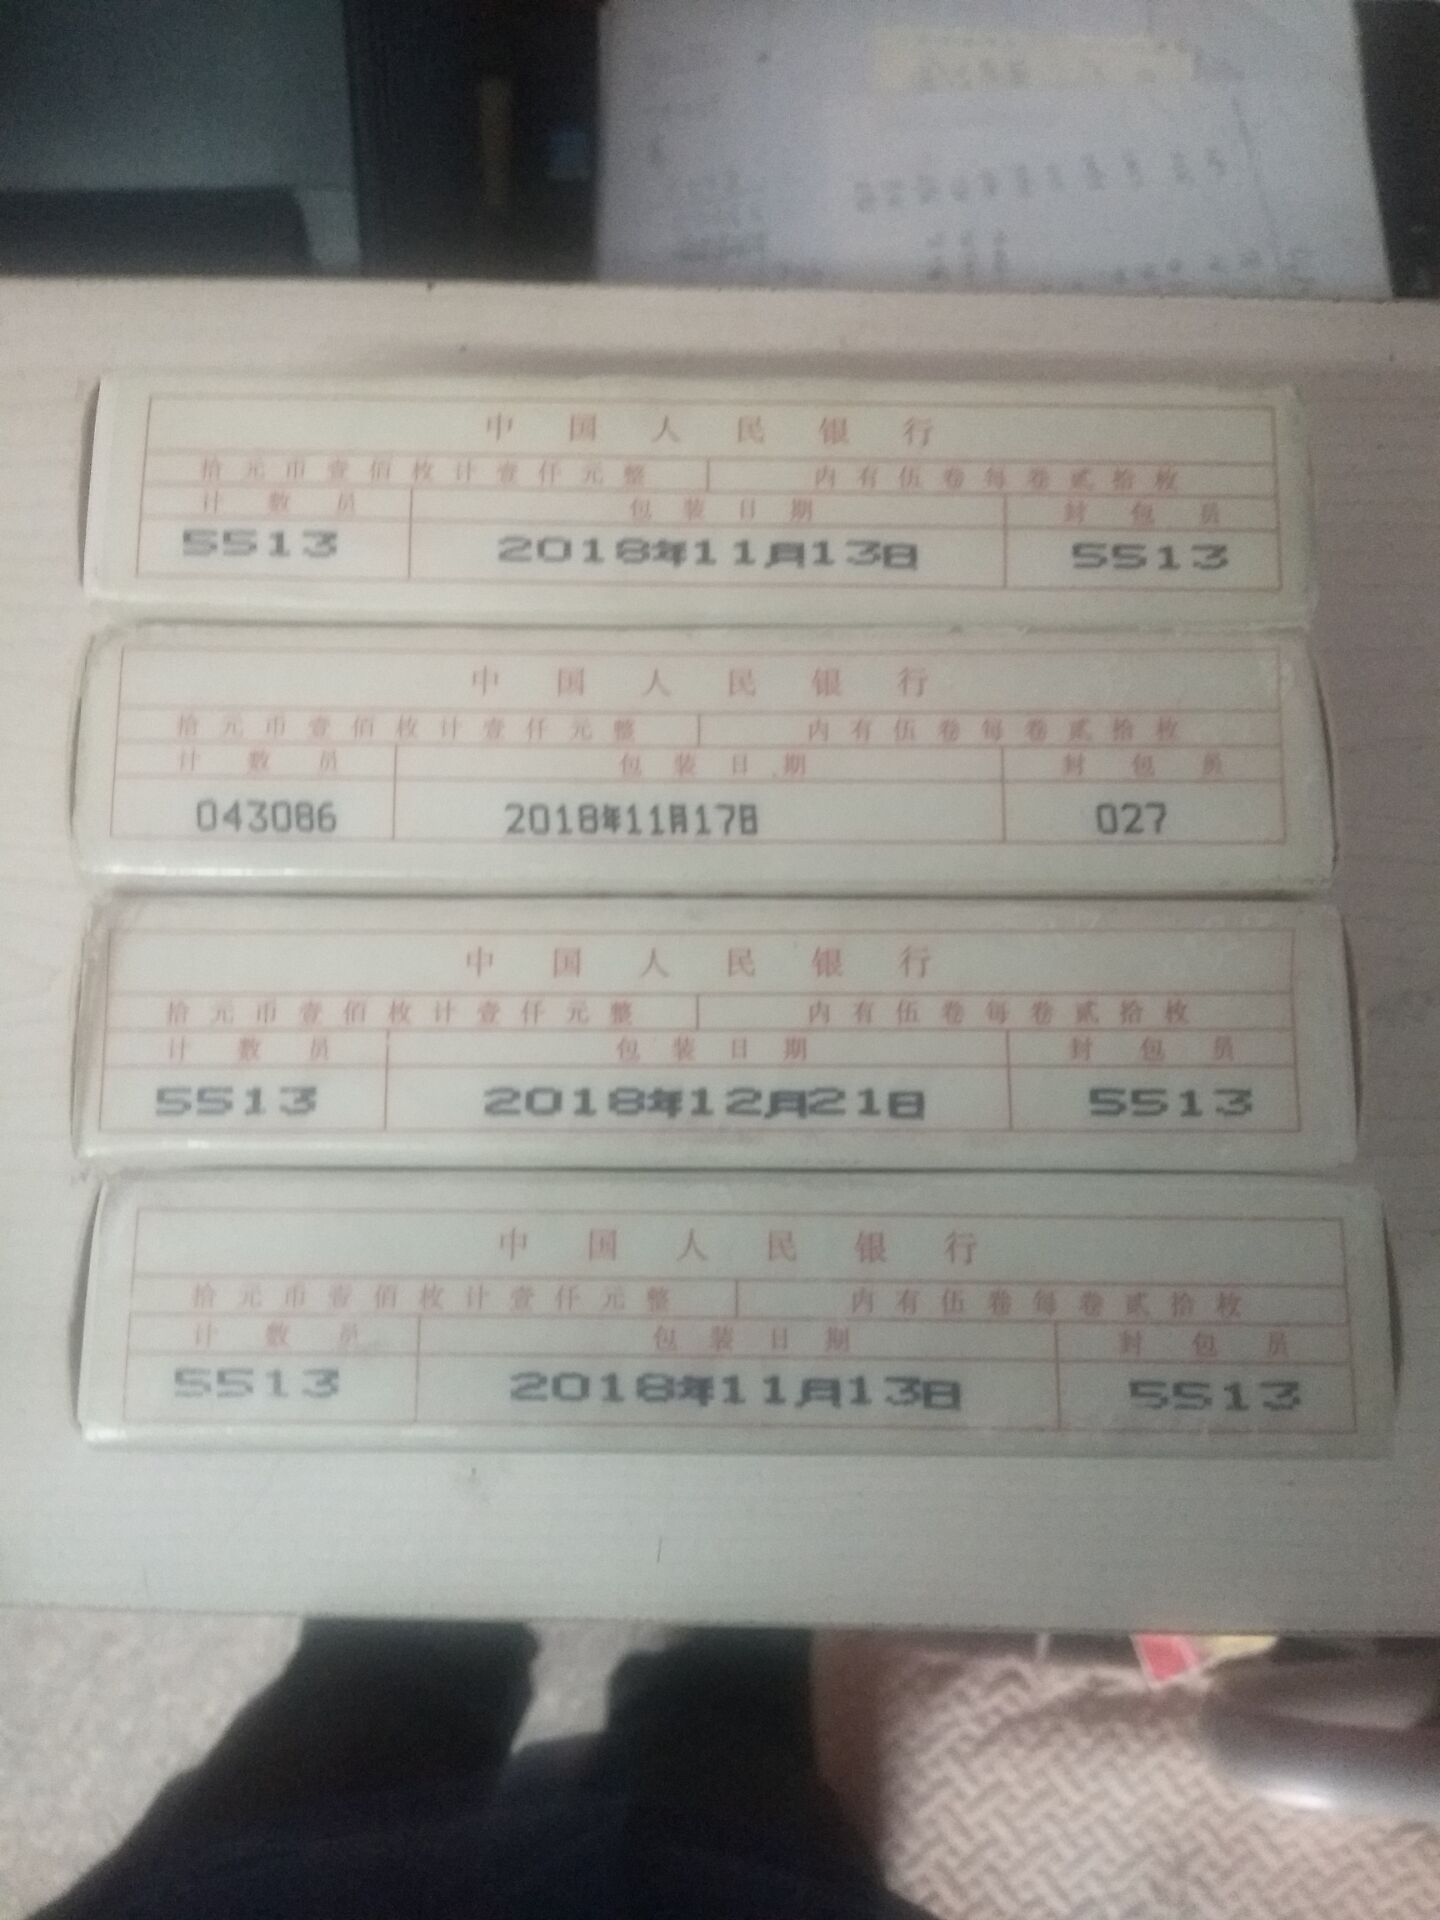 中国人民银行
拾元币壹佰枚计壹仟元整 内有伍卷每卷贰拾枚
计数员 包装日期 封包员
5513 2018年11月13日 5513
中国人民银行
拾元币壹佰枚计壹仟元整 内有伍卷每卷贰拾枚
计数员 包装日期 封包员
043086 2018年11月17日 027
中国人民银行
拾元币壹佰枚计壹仟元整 内有伍卷每卷贰拾枚
计数员 包装日期 封包员
5513 2018年12月21日 5513
中国人民银行
拾元币壹佰枚计壹仟元整 内有伍卷每卷贰拾枚
计数员 包装日期 封包员
5513 2018年11月13日 5513